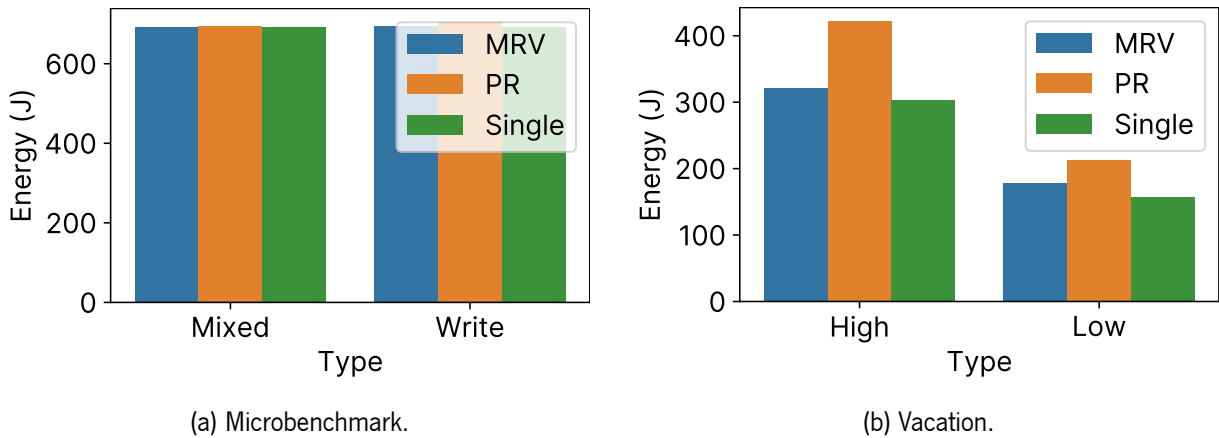 Energy (J)
600
400
200
0
MRV
PR
Single
Mixed
Write
Type
(a) Microbenchmark.
Energy (J)
400
300
200
100
0
MRV
PR
Single
High
Low
Type
(b) Vacation.